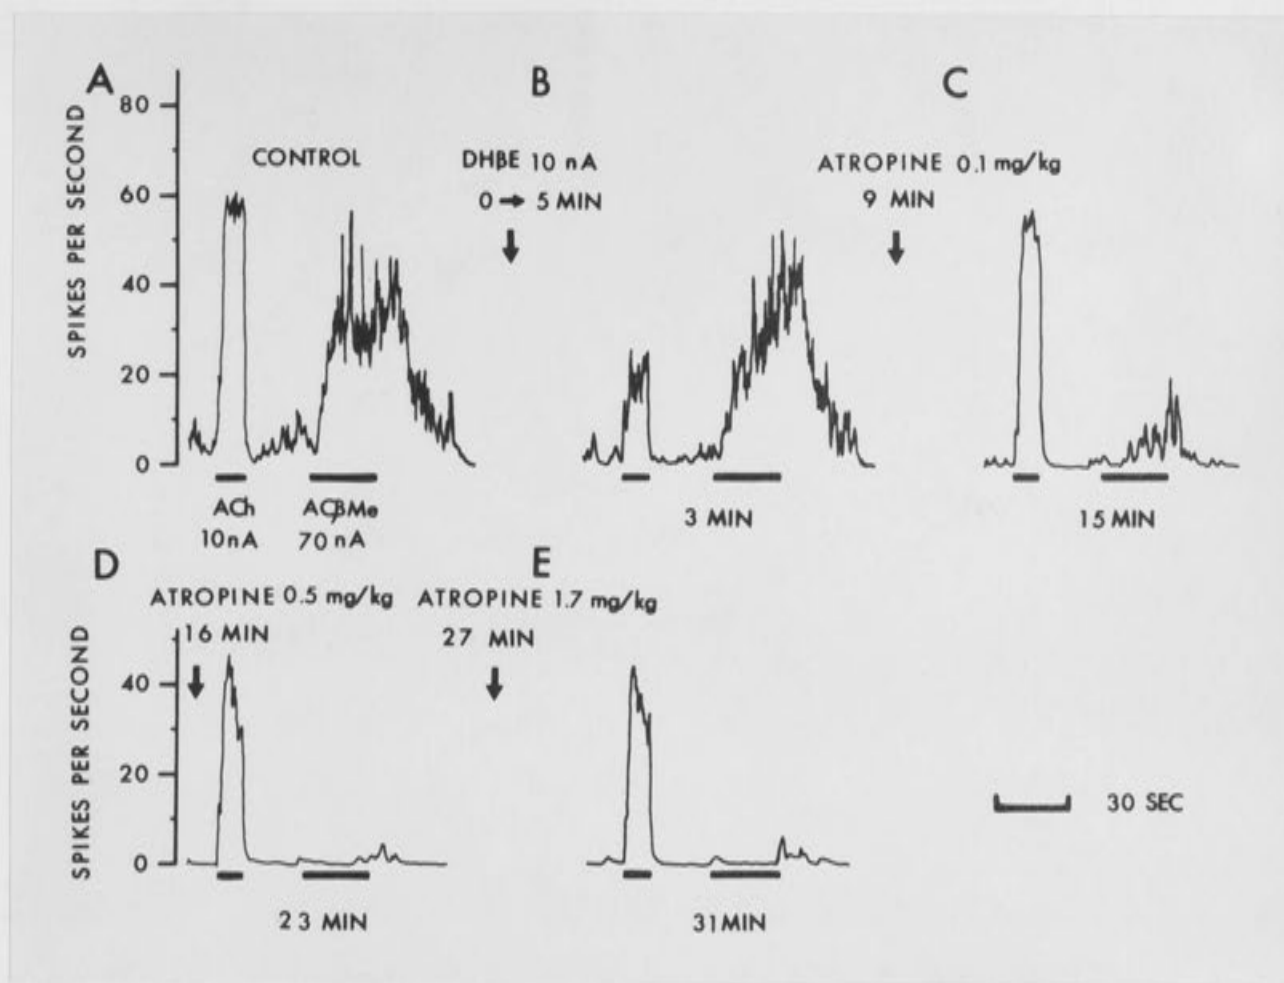 A
B
C
SPIKES PER SECOND
80
60
40
20
0
CONTROL
DHβE 10 nA
0 → 5 MIN
ATROPINE 0.1 mg/kg
9 MIN
ACh
10nA
ACβMe
70 nA
3 MIN
15 MIN
D
E
ATROPINE 0.5 mg/kg
16 MIN
ATROPINE 1.7 mg/kg
27 MIN
SPIKES PER SECOND
40
20
0
30 SEC
23 MIN
31MIN